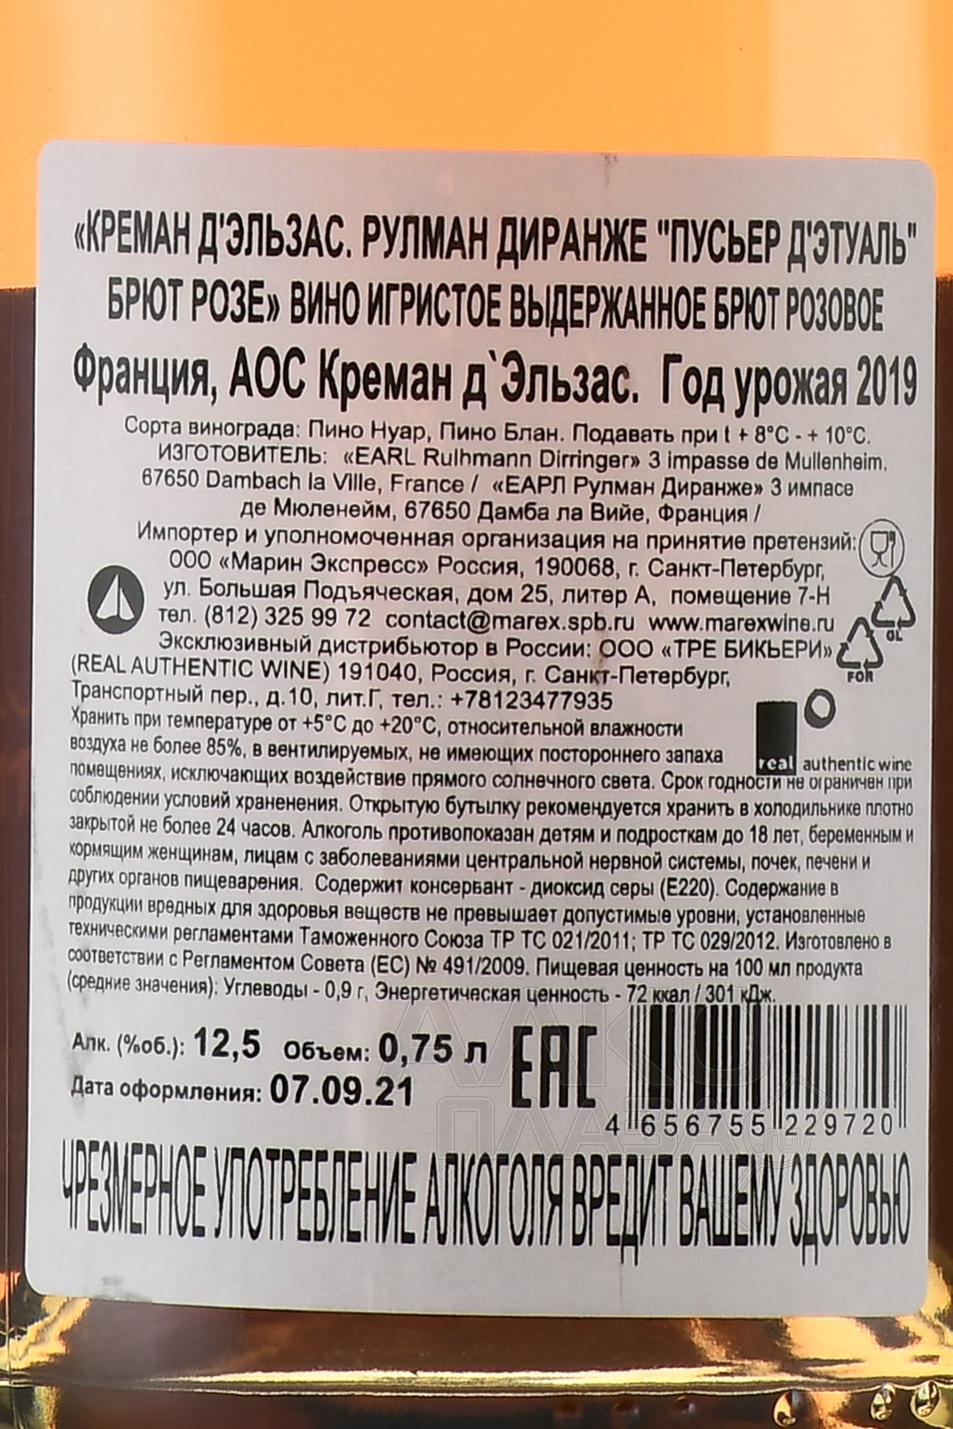 «КРЕМАН Д'ЭЛЬЗАС. РУЛМАН ДИРАНЖЕ "ПУСЬЕР Д'ЭТУАЛЬ"
БРЮТ РОЗЕ» ВИНО ИГРИСТОЕ ВЫДЕРЖАННОЕ БРЮТ РОЗОВОЕ
Франция, АОС Креман д`Эльзас. Год урожая 2019
Сорта винограда: Пино Нуар, Пино Блан. Подавать при t + 8°C - + 10°C.
ИЗГОТОВИТЕЛЬ: «EARL Rulhmann Dirringer» 3 impasse de Mullenheim,
67650 Dambach la Ville, France / «ЕАРЛ Рулман Диранже» 3 импасе
де Мюленейм, 67650 Дамба ла Вийе, Франция /
Импортер и уполномоченная организация на принятие претензий:
ООО «Марин Экспресс» Россия, 190068, г. Санкт-Петербург,
ул. Большая Подъяческая, дом 25, литер А, помещение 7-Н
тел. (812) 325 99 72 contact@marex.spb.ru www.marexwine.ru
GL
Эксклюзивный дистрибьютор в России: ООО «ТРЕ БИКЬЕРИ»
(REAL AUTHENTIC WINE) 191040, Россия, г. Санкт-Петербург,
FOR
Транспортный пер., д.10, лит.Г, тел.: +78123477935
Хранить при температуре от +5°C до +20°C, относительной влажности
воздуха не более 85%, в вентилируемых, не имеющих постороннего запаха
real authentic wine
помещениях, исключающих воздействие прямого солнечного света. Срок годности не ограничен при
соблюдении условий храненения. Открытую бутылку рекомендуется хранить в холодильнике плотно
закрытой не более 24 часов. Алкоголь противопоказан детям и подросткам до 18 лет, беременным и
кормящим женщинам, лицам с заболеваниями центральной нервной системы, почек, печени и
других органов пищеварения. Содержит консервант - диоксид серы (Е220). Содержание в
продукции вредных для здоровья веществ не превышает допустимые уровни, установленные
техническими регламентами Таможенного Союза ТР ТС 021/2011; ТР ТС 029/2012. Изготовлено в
соответствии с Регламентом Совета (ЕС) № 491/2009. Пищевая ценность на 100 мл продукта
(средние значения): Углеводы - 0,9 г, Энергетическая ценность - 72 ккал / 301 кДж.
Алк. (%об.): 12,5 Объем: 0,75 л EAC
Дата оформления: 07.09.21
4 656755 229720
АЛКО
ПЛАЗА.ру
ЧРЕЗМЕРНОЕ УПОТРЕБЛЕНИЕ АЛКОГОЛЯ ВРЕДИТ ВАШЕМУ ЗДОРОВЬЮ